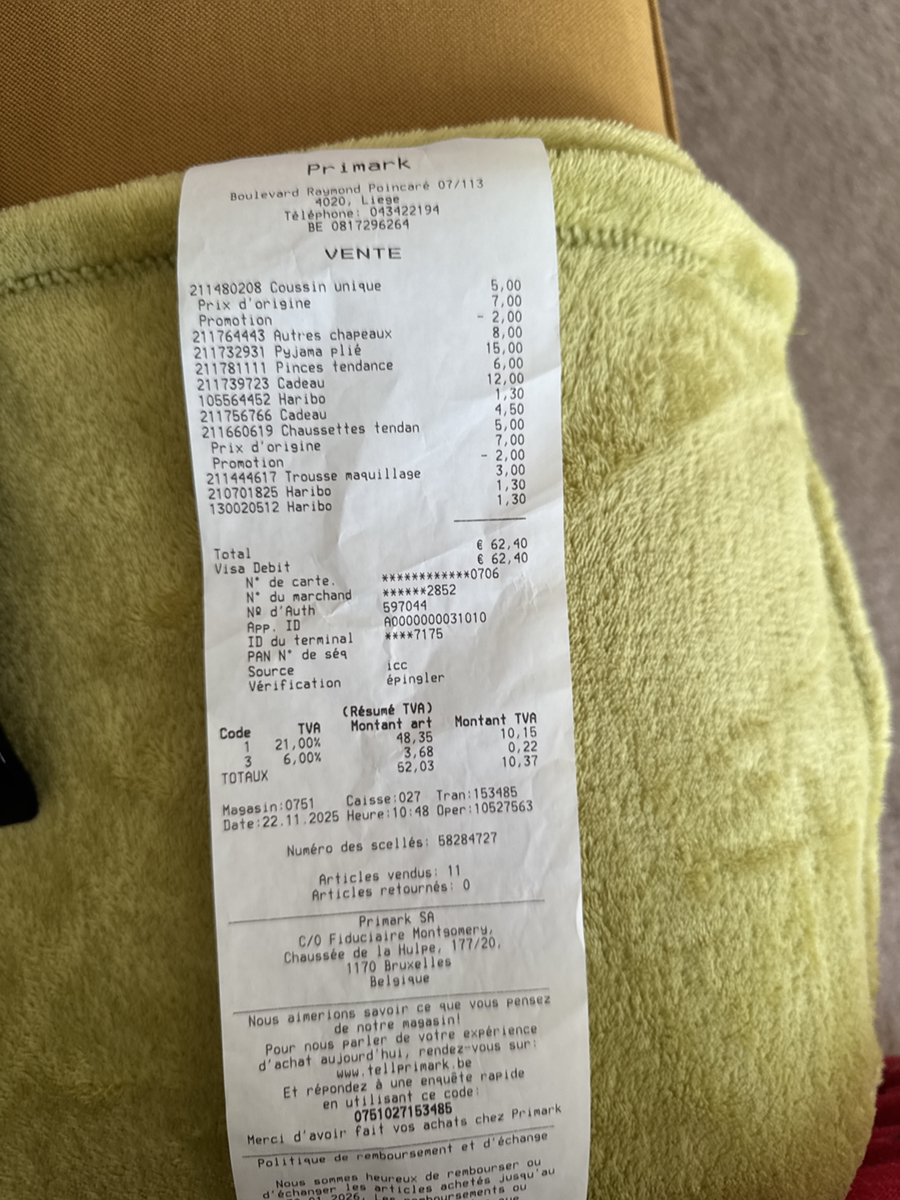 Primark
Boulevard Raymond Poincaré 07/113
4020, Liege
Téléphone: 043422194
BE 0817296264
VENTE
211480208 Coussin unique 5,00
Prix d'origine 7,00
Promotion - 2,00
211764443 Autres chapeaux 8,00
211732931 Pyjama plié 15,00
211781111 Pinces tendance 6,00
211739723 Cadeau 12,00
105564452 Haribo 1,30
211756766 Cadeau 4,50
211660619 Chaussettes tendan 5,00
Prix d'origine 7,00
Promotion - 2,00
211444617 Trousse maquillage 3,00
210701825 Haribo 1,30
130020512 Haribo 1,30
Total € 62,40
Visa Debit € 62,40
N° de carte. ************0706
N° du marchand ******2852
Nº d'Auth 597044
App. ID A0000000031010
ID du terminal ****7175
PAN N° de séq
Source icc
Vérification épingler
(Résumé TVA)
Code TVA Montant art Montant TVA
1 21,00% 48,35 10,15
3 6,00% 3,68 0,22
TOTAUX 52,03 10,37
Magasin:0751 Caisse:027 Tran:153485
Date:22.11.2025 Heure:10:48 Oper:10527563
Numéro des scellés: 58284727
Articles vendus: 11
Articles retournés: 0
Primark SA
C/O Fiduciaire Montgomery,
Chaussée de la Hulpe, 177/20,
1170 Bruxelles
Belgique
Nous aimerions savoir ce que vous pensez
de notre magasin!
Pour nous parler de votre expérience
d'achat aujourd'hui, rendez-vous sur:
www.tellprimark.be
Et répondez à une enquête rapide
en utilisant ce code:
0751027153485
Merci d'avoir fait vos achats chez Primark
Politique de remboursement et d'échange
Nous sommes heureux de rembourser ou
d'échanger les articles achetés jusqu'au
2026. Les remboursements ou